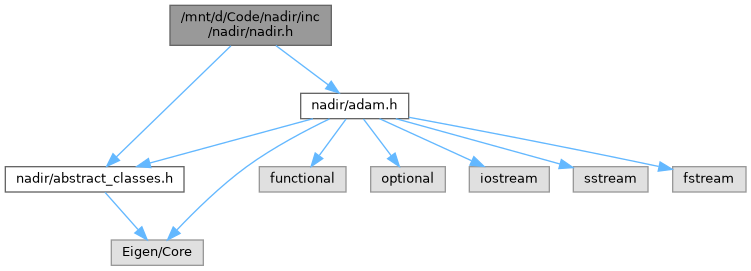 /mnt/d/Code/nadir/inc
/nadir/nadir.h
nadir/adam.h
nadir/abstract_classes.h
functional
optional
iostream
sstream
fstream
Eigen/Core